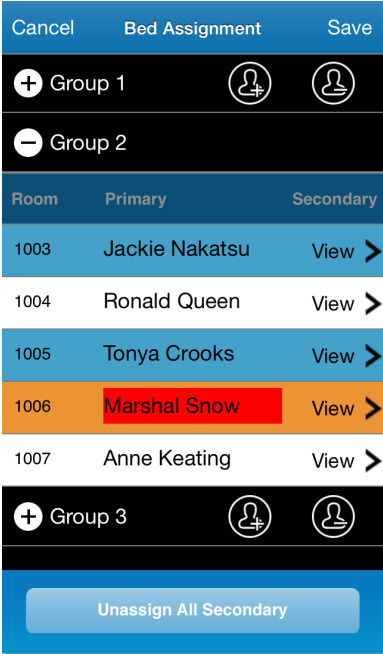 Cancel Bed Assignment Save
Group 1
Group 2
Room Primary Secondary
1003 Jackie Nakatsu View
1004 Ronald Queen View
1005 Tonya Crooks View
1006 Marshal Snow View
1007 Anne Keating View
Group 3
Unassign All Secondary